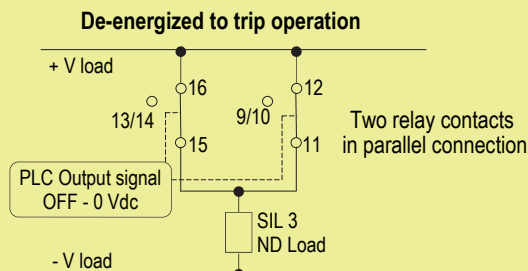 De-energized to trip operation
+ V load
16
12
13/14
9/10
Two relay contacts
in parallel connection
15
11
PLC Output signal
OFF - 0 Vdc
SIL 3
ND Load
- V load